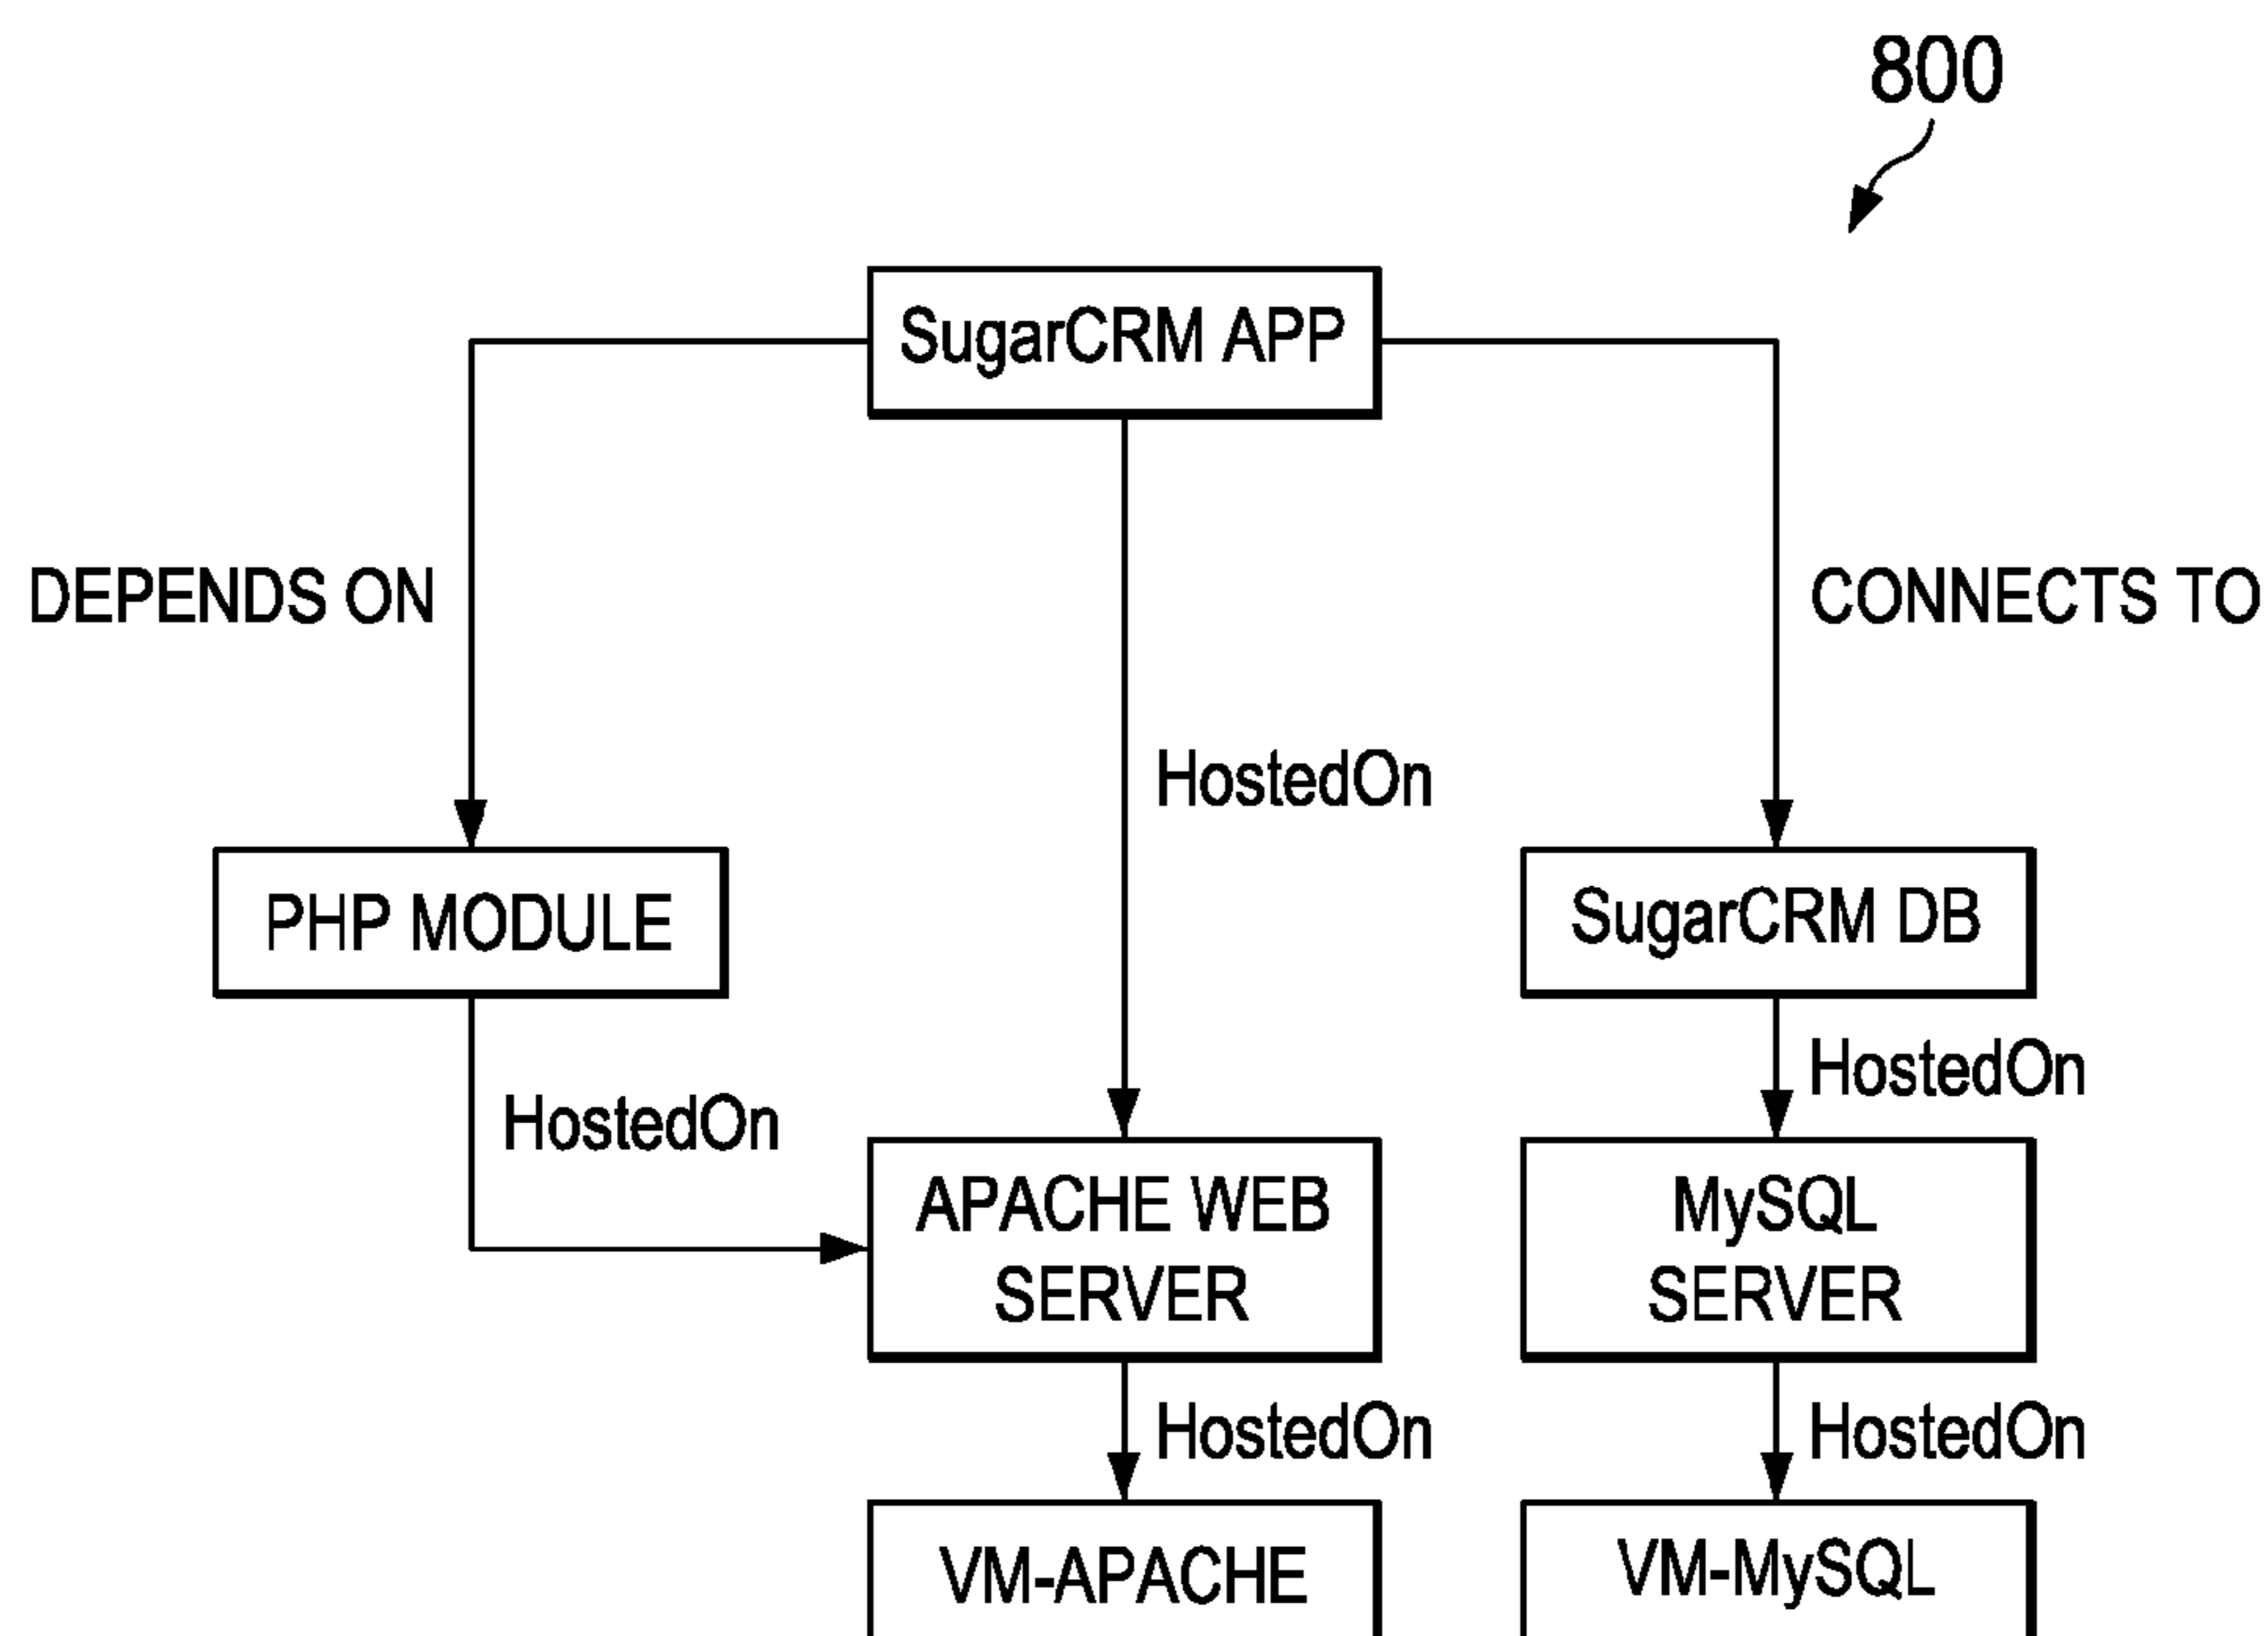 800
SugarCRM APP
DEPENDS ON
CONNECTS TO
HostedOn
PHP MODULE
SugarCRM DB
HostedOn
HostedOn
APACHE WEB
SERVER
MySQL
SERVER
HostedOn
HostedOn
VM-APACHE
VM-MySQL